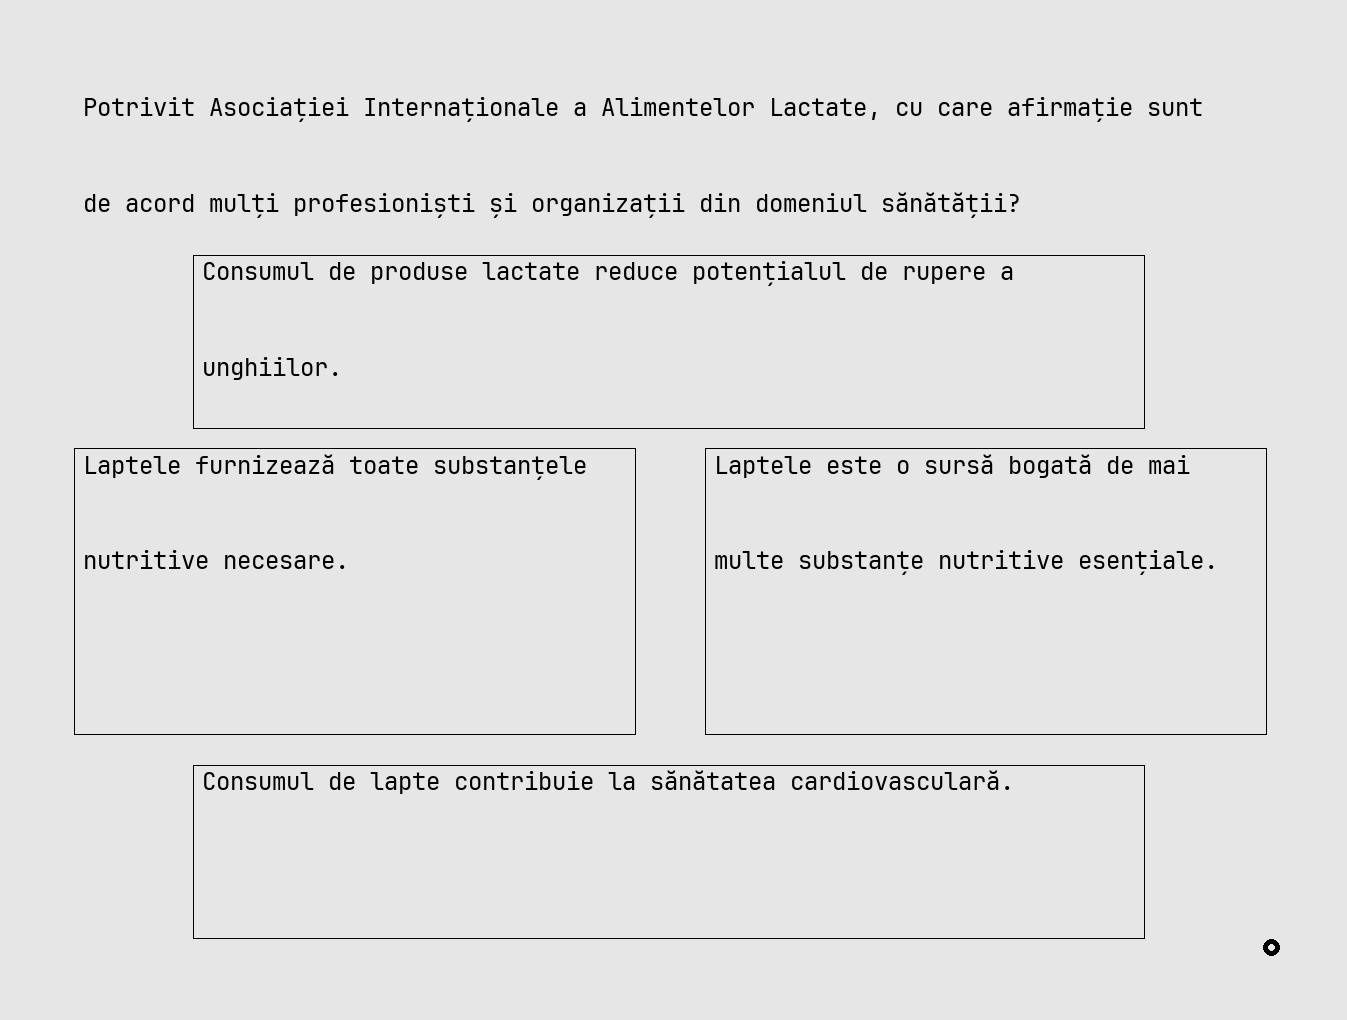 Potrivit Asociației Internaționale a Alimentelor Lactate, cu care afirmație sunt
de acord mulți profesioniști și organizații din domeniul sănătății?
Consumul de produse lactate reduce potențialul de rupere a
unghiilor.
Laptele furnizează toate substanțele
nutritive necesare.
Laptele este o sursă bogată de mai
multe substanțe nutritive esențiale.
Consumul de lapte contribuie la sănătatea cardiovasculară.